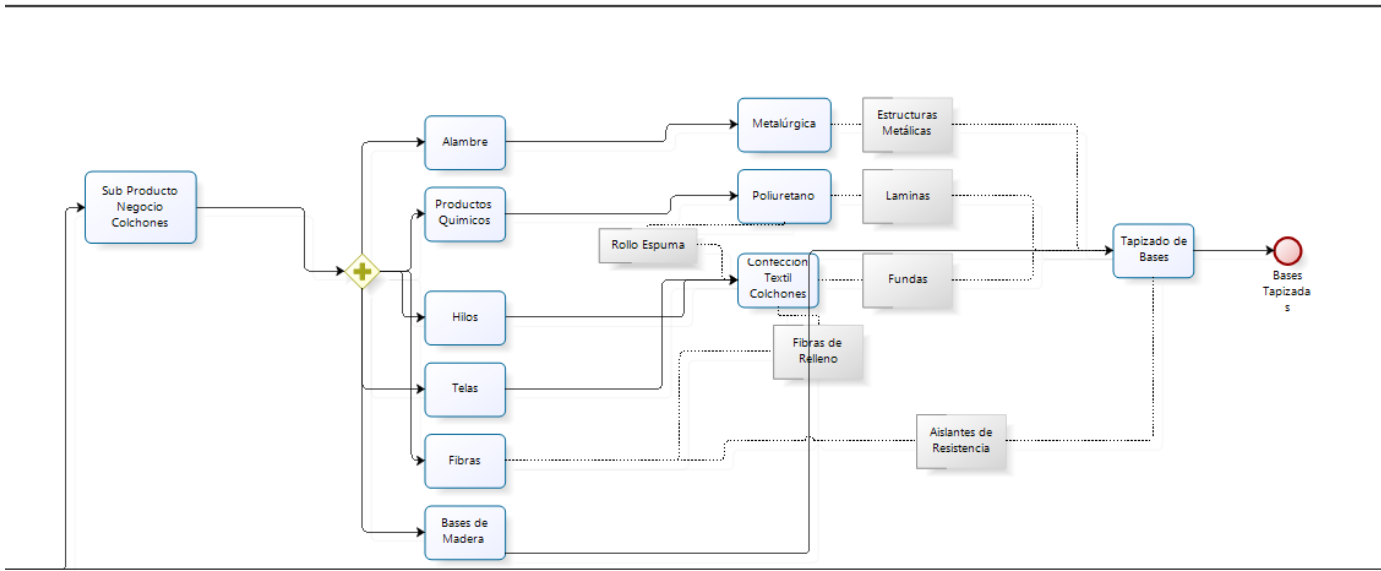 Sub Producto
Negocio
Colchones
Alambre
Productos
Quimicos
Hilos
Telas
Fibras
Bases de
Madera
Metalúrgica
Poliuretano
Rollo Espuma
Confección
Textil
Colchones
Estructuras
Metálicas
Laminas
Fundas
Fibras de
Relleno
Aislantes de
Resistencia
Tapizado de
Bases
Bases
Tapizada
s